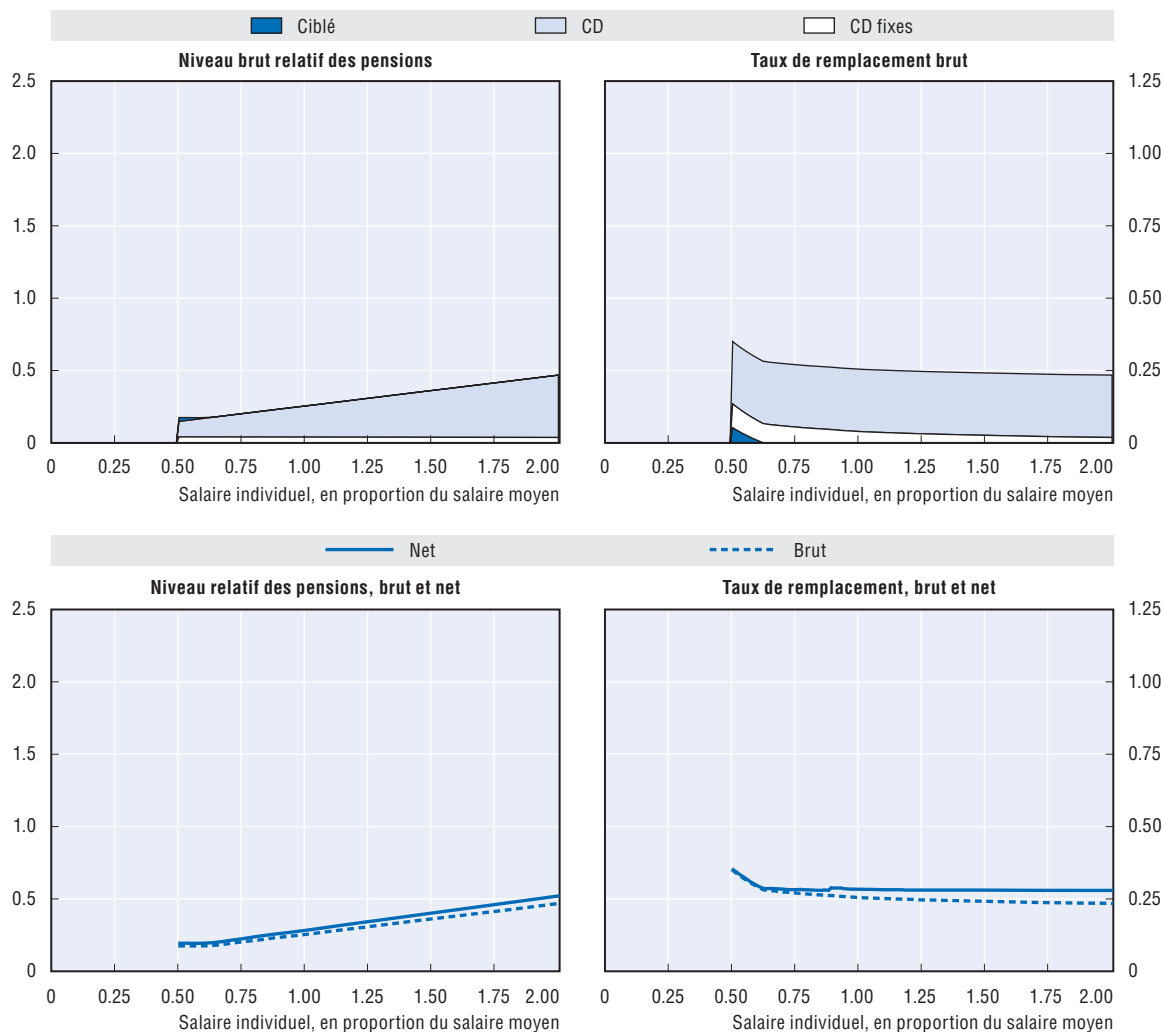 Ciblé CD CD fixes
Niveau brut relatif des pensions
2.5
2.0
1.5
1.0
0.5
0
0 0.25 0.50 0.75 1.00 1.25 1.50 1.75 2.00
Salaire individuel, en proportion du salaire moyen
Taux de remplacement brut
1.25
1.00
0.75
0.50
0.25
0
0 0.25 0.50 0.75 1.00 1.25 1.50 1.75 2.00
Salaire individuel, en proportion du salaire moyen
Net Brut
Niveau relatif des pensions, brut et net
2.5
2.0
1.5
1.0
0.5
0
0 0.25 0.50 0.75 1.00 1.25 1.50 1.75 2.00
Salaire individuel, en proportion du salaire moyen
Taux de remplacement, brut et net
1.25
1.00
0.75
0.50
0.25
0
0 0.25 0.50 0.75 1.00 1.25 1.50 1.75 2.00
Salaire individuel, en proportion du salaire moyen